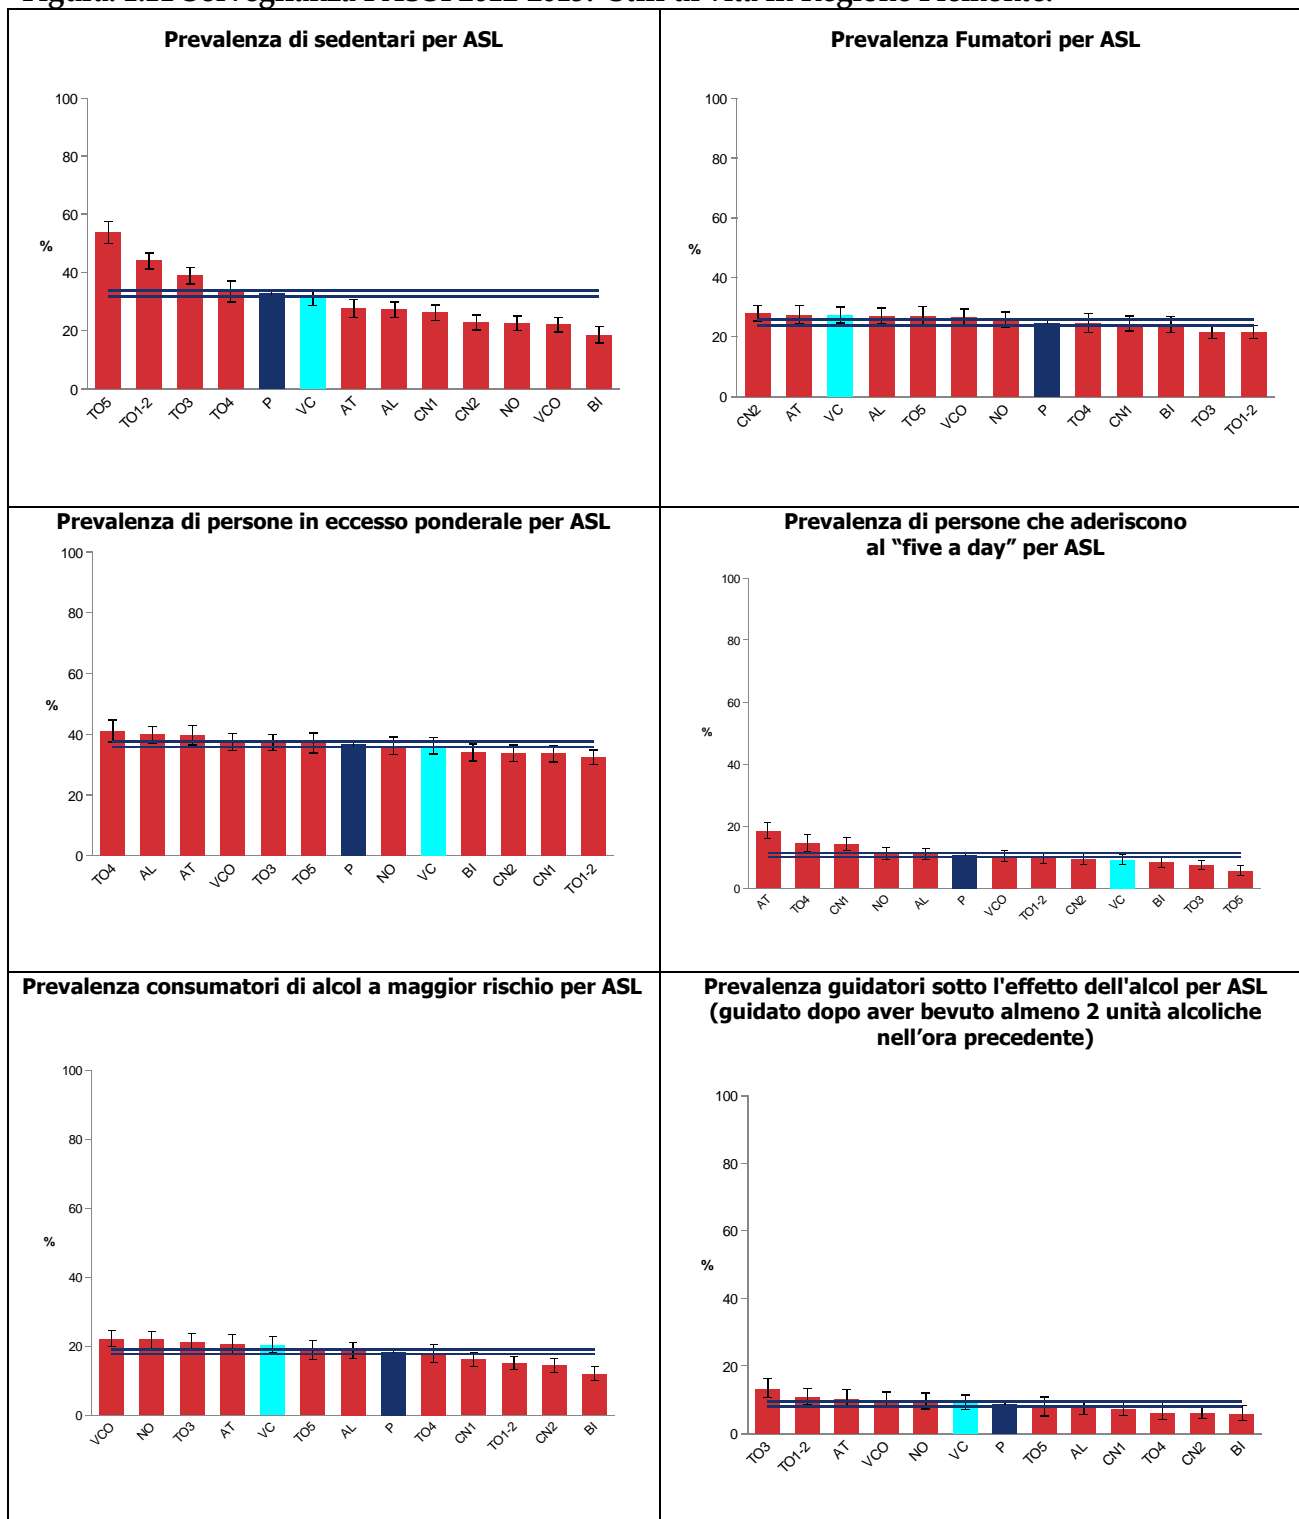 Sorveglianza PASSI Stili di vita in Regione Piemonte.
Prevalenza di sedentari per ASL
100
80
60
%
40
20
0
TO5 TO1-2 TO3 TO4 P VC AT AL CN1 CN2 NO VCO BI
Prevalenza Fumatori per ASL
100
80
60
%
40
20
0
CN2 AT VC AL TO5 VCO NO P TO4 CN1 BI TO3 TO1-2
Prevalenza di persone in eccesso ponderale per ASL
100
80
60
%
40
20
0
TO4 AL AT VCO TO3 TO5 P NO VC BI CN2 CN1 TO1-2
Prevalenza di persone che aderiscono
al “five a day” per ASL
100
80
60
%
40
20
0
AT TO4 CN1 NO AL P VCO TO1-2 CN2 VC BI TO3 TO5
Prevalenza consumatori di alcol a maggior rischio per ASL
100
80
60
%
40
20
0
VCO NO TO3 AT VC TO5 AL P TO4 CN1 TO1-2 CN2 BI
Prevalenza guidatori sotto l'effetto dell'alcol per ASL
(guidato dopo aver bevuto almeno 2 unità alcoliche
nell’ora precedente)
100
80
60
%
40
20
0
TO3 TO1-2 AT VCO NO VC P TO5 AL CN1 TO4 CN2 BI